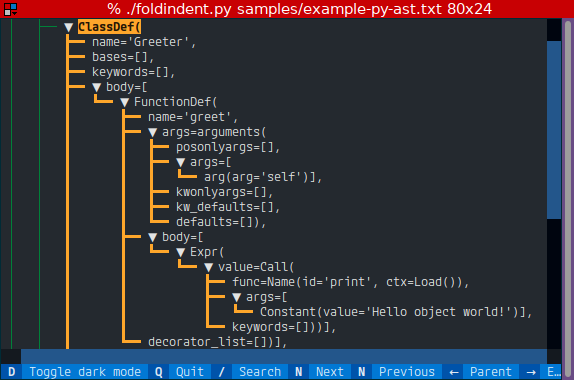 % ./foldindent.py samples/example-py-ast.txt 80x24
▼ ClassDef(
name='Greeter',
bases=[],
keywords=[],
▼ body=[
▼ FunctionDef(
name='greet',
▼ args=arguments(
posonlyargs=[],
▼ args=[
arg(arg='self')],
kwonlyargs=[],
kw_defaults=[],
defaults=[]),
▼ body=[
▼ Expr(
▼ value=Call(
func=Name(id='print', ctx=Load()),
▼ args=[
Constant(value='Hello object world!')],
keywords=[]))],
decorator_list=[])],
D Toggle dark mode Q Quit / Search N Next N Previous ← Parent → E…